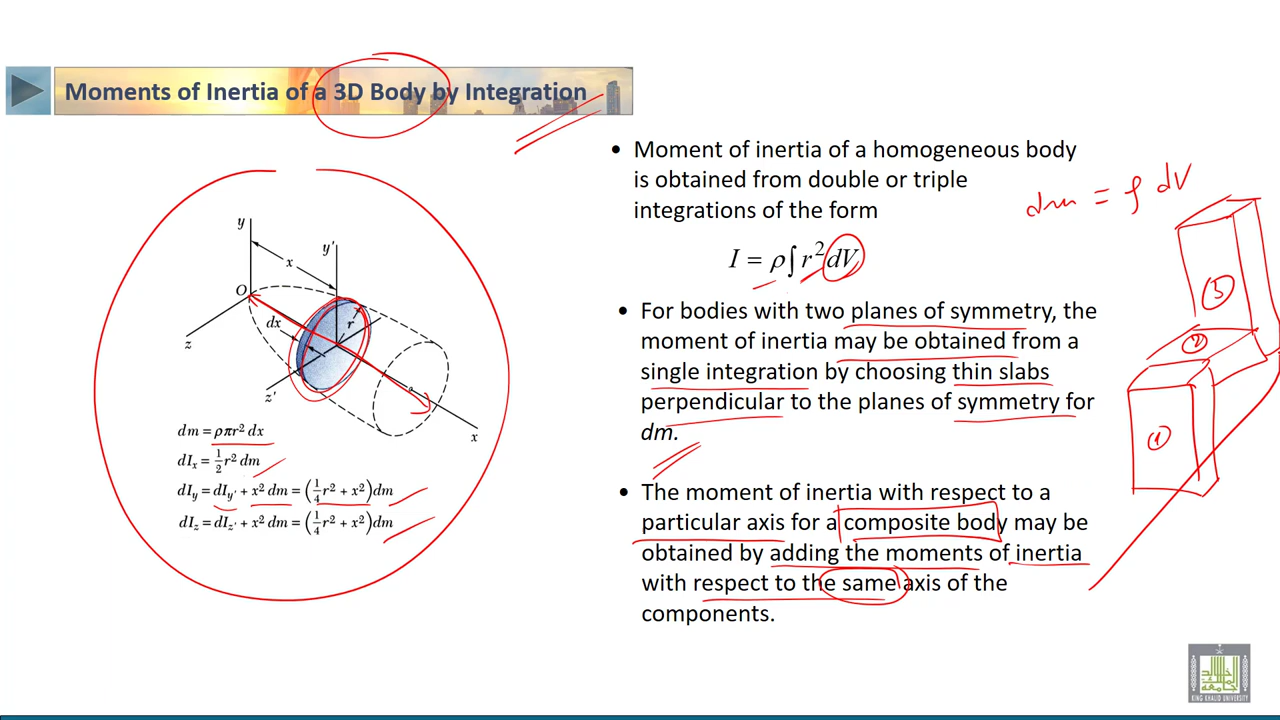 Moments of Inertia of a 3D Body by Integration
• Moment of inertia of a homogeneous body
is obtained from double or triple
integrations of the form
dm = ρ dV
I = ρ∫ r² dV
• For bodies with two planes of symmetry, the
moment of inertia may be obtained from a
single integration by choosing thin slabs
perpendicular to the planes of symmetry for
dm.
• The moment of inertia with respect to a
particular axis for a composite body may be
obtained by adding the moments of inertia
with respect to the same axis of the
components.
y
y'
x
O
dx
r
z
z'
x
dm = ρπr² dx
dIx = ½r² dm
dIy = dIy' + x² dm = (¼r² + x²)dm
dIz = dIz' + x² dm = (¼r² + x²)dm
3
2
1
KING KHALID UNIVERSITY